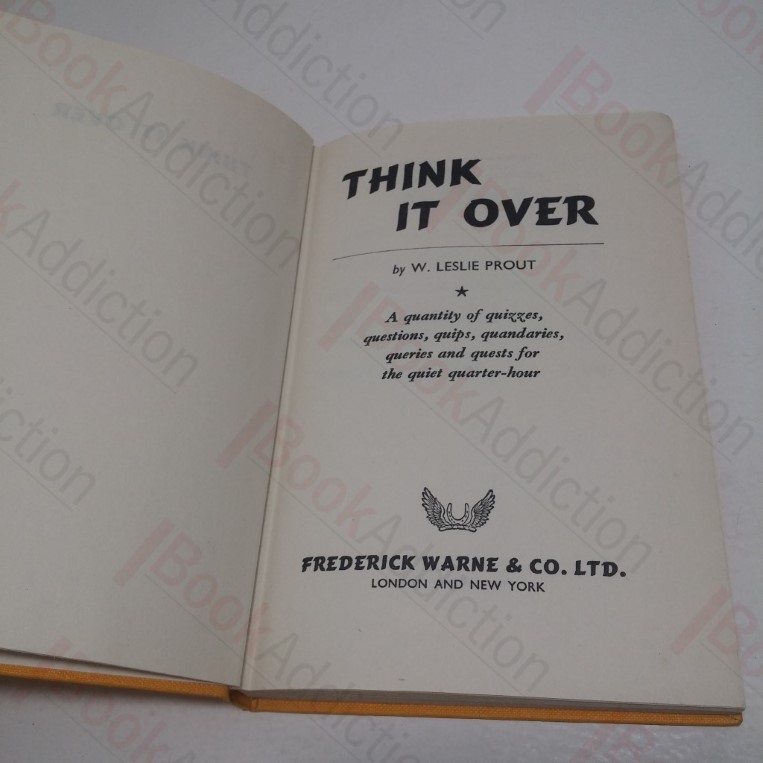 THINK
IT OVER
by W. LESLIE PROUT
★
A quantity of quizzes,
questions, quips, quandaries,
queries and quests for
the quiet quarter-hour
FREDERICK WARNE & CO. LTD.
LONDON AND NEW YORK
BookAddiction